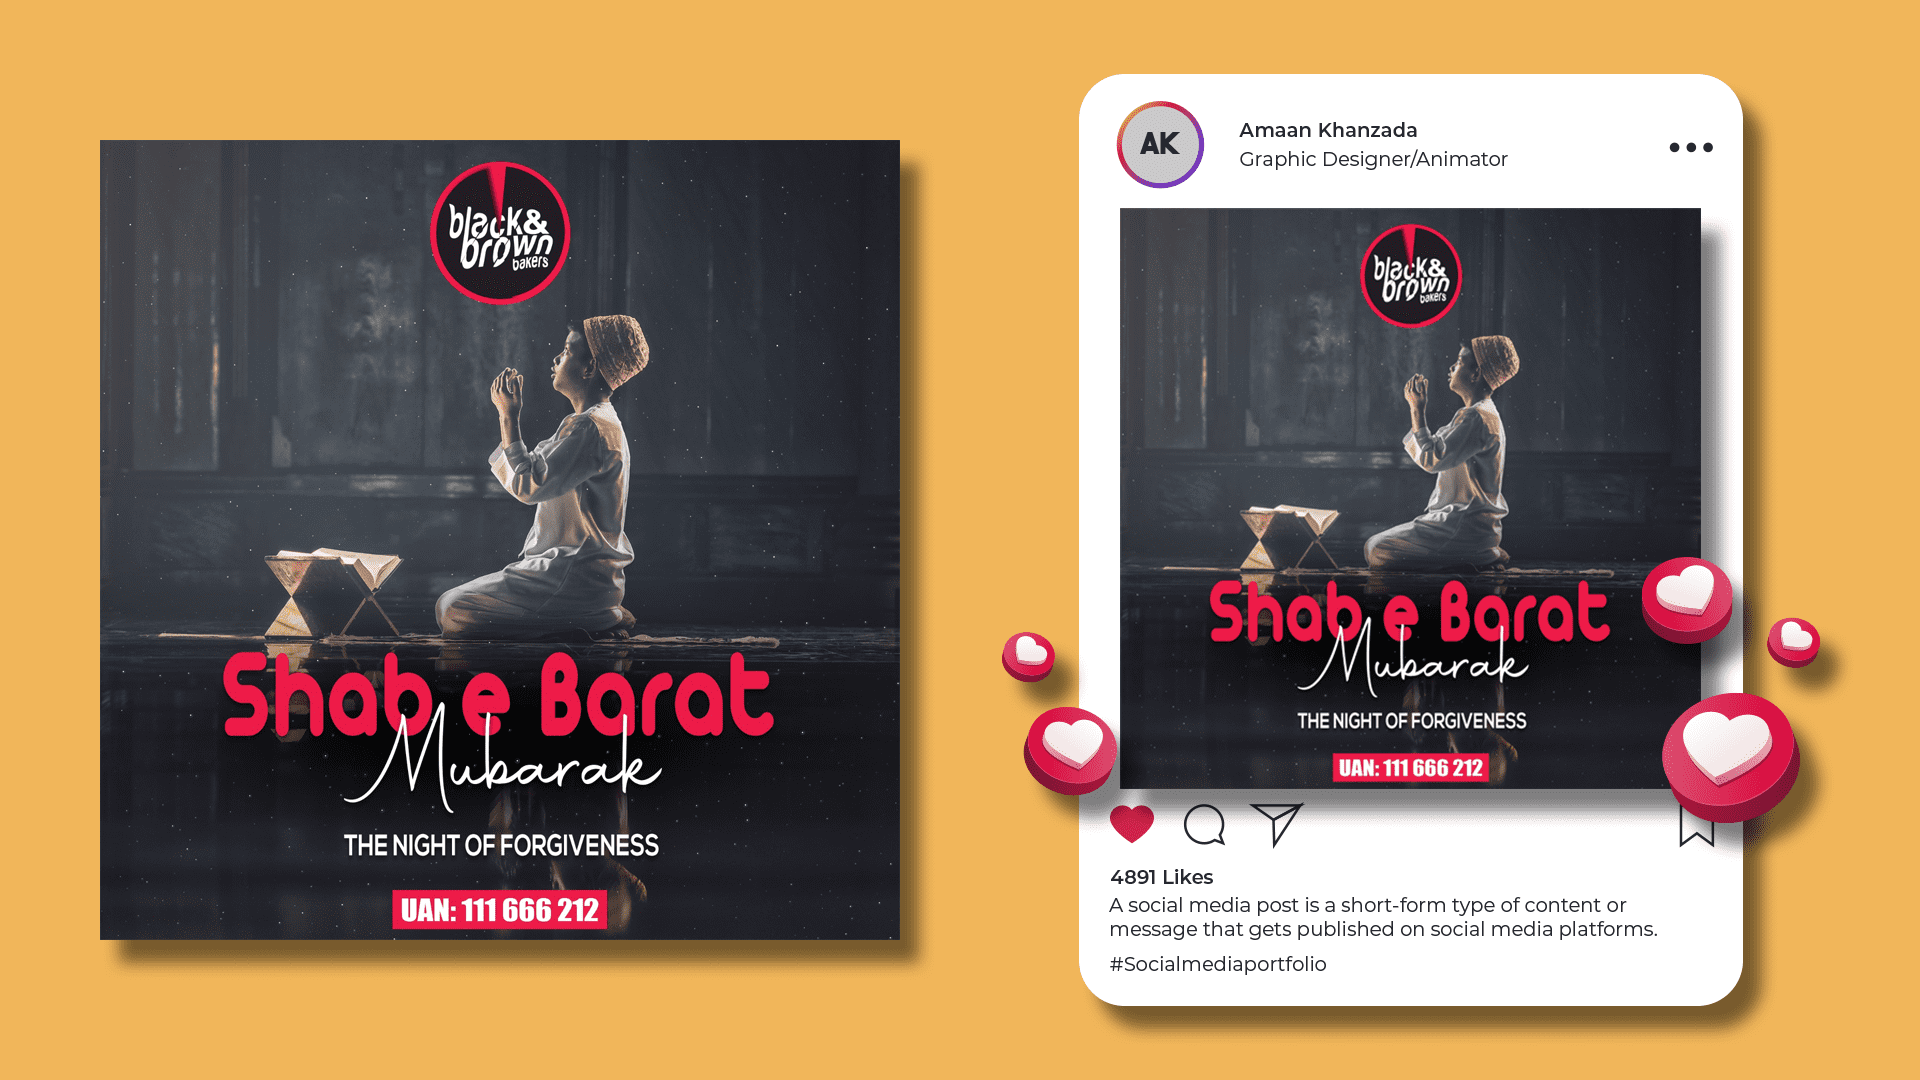 black&
brown
bakers
Shab e Barat
Mubarak
THE NIGHT OF FORGIVENESS
UAN: 111 666 212
AK
Amaan Khanzada
Graphic Designer/Animator
black&
brown
bakers
Shab e Barat
Mubarak
THE NIGHT OF FORGIVENESS
UAN: 111 666 212
4891 Likes
A social media post is a short-form type of content or
message that gets published on social media platforms.
#Socialmediaportfolio